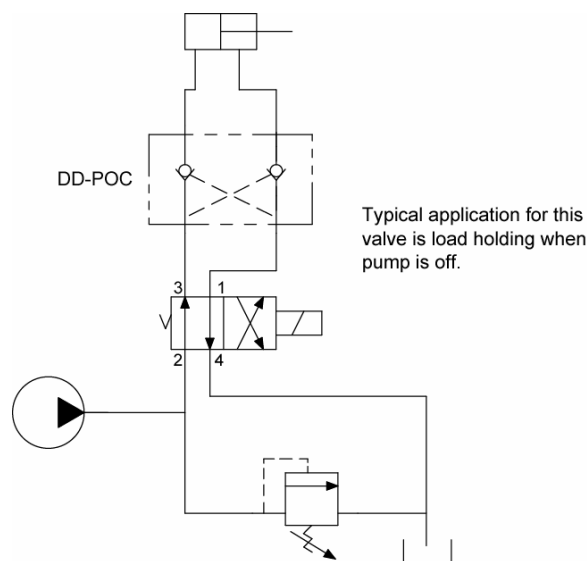 DD-POC
Typical application for this
valve is load holding when
pump is off.
3 1
2 4